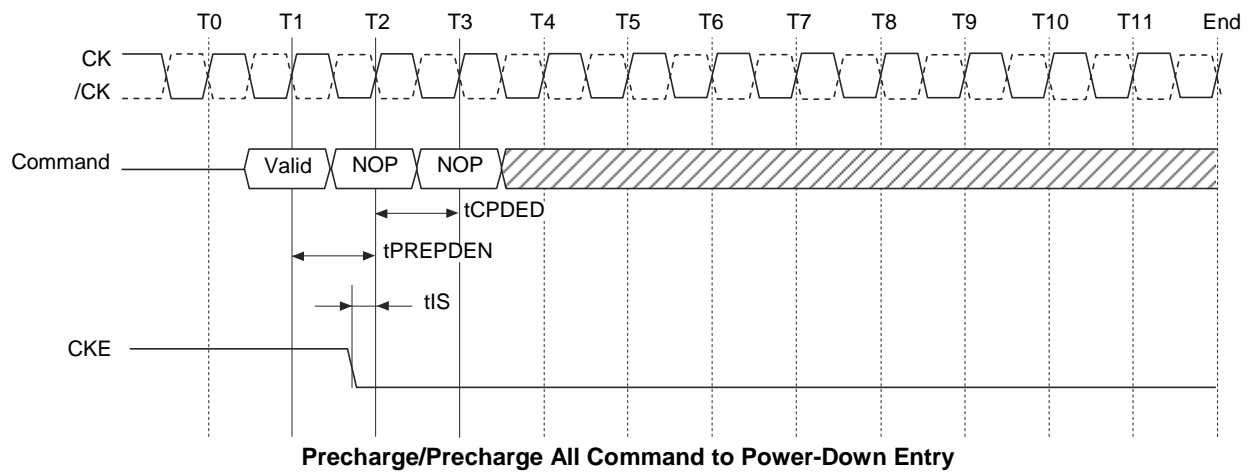 T0 T1 T2 T3 T4 T5 T6 T7 T8 T9 T10 T11 End
CK
/CK
Command Valid NOP NOP
tCPDED
tPREPDEN
tIS
CKE
Precharge/Precharge All Command to Power-Down Entry